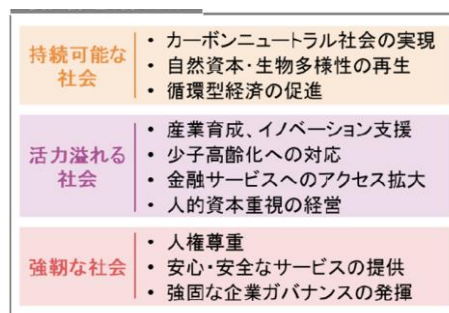 持続可能な
社会
・ カーボンニュートラル社会の実現
・ 自然資本・生物多様性の再生
・ 循環型経済の促進
活力溢れる
社会
・ 産業育成、イノベーション支援
・ 少子高齢化への対応
・ 金融サービスへのアクセス拡大
・ 人的資本重視の経営
強靭な社会
・ 人権尊重
・ 安心・安全なサービスの提供
・ 強固な企業ガバナンスの発揮